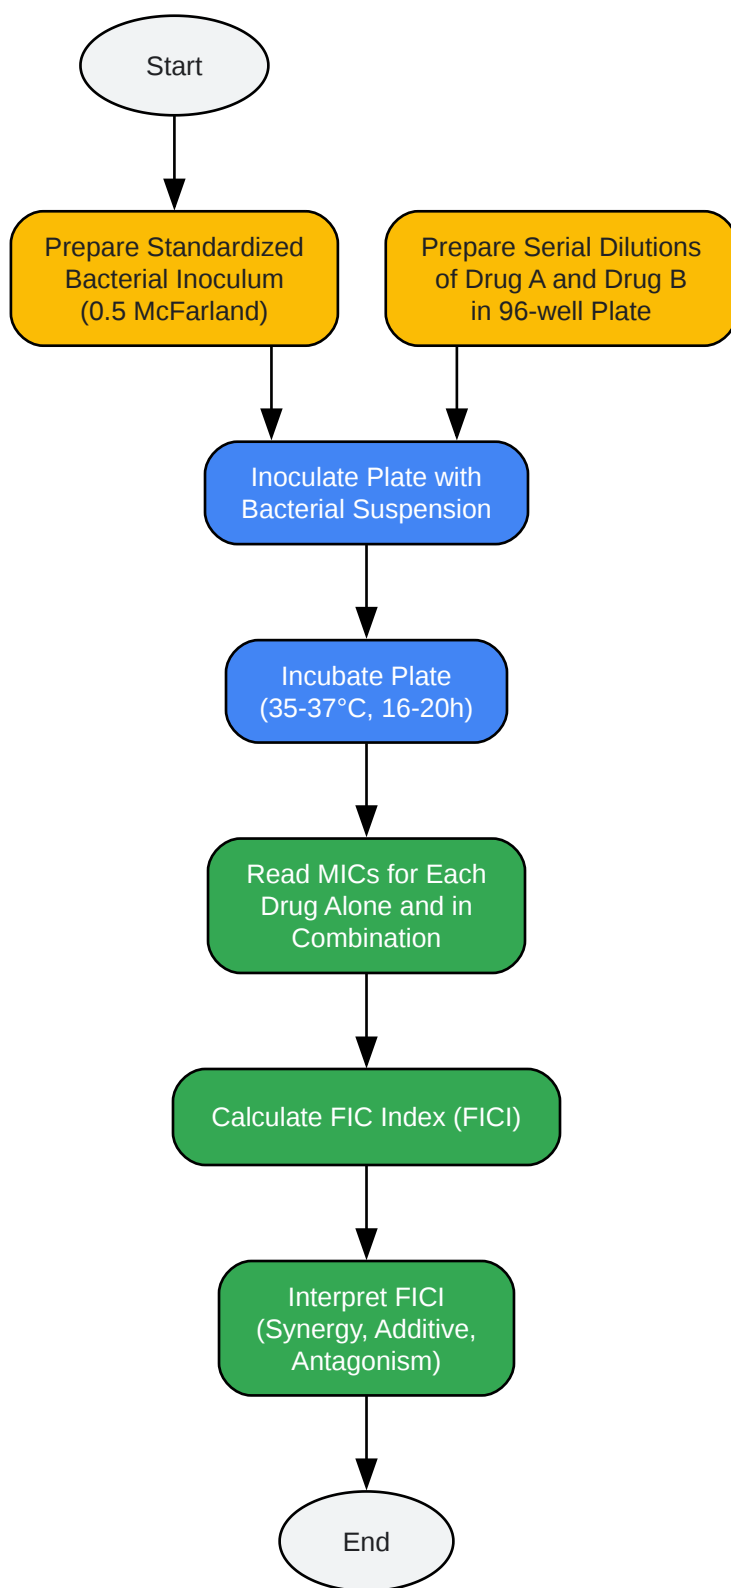 Start
Prepare Standardized
Bacterial Inoculum
(0.5 McFarland)
Prepare Serial Dilutions
of Drug A and Drug B
in 96-well Plate
Inoculate Plate with
Bacterial Suspension
Incubate Plate
(35-37°C, 16-20h)
Read MICs for Each
Drug Alone and in
Combination
Calculate FIC Index (FICI)
Interpret FICI
(Synergy, Additive,
Antagonism)
End